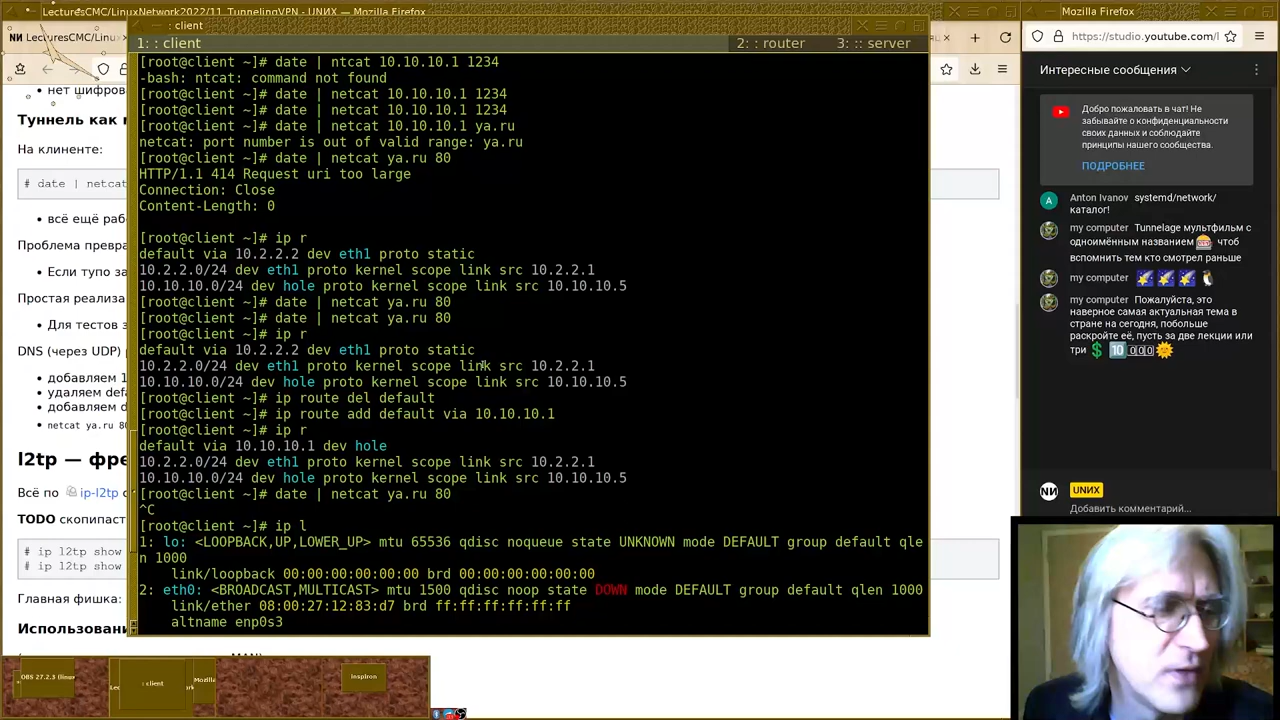 LecturesCMC/LinuxNetwork2022/11_TunnelingVPN - UNИX — Mozilla Firefox
: client
Mozilla Firefox
LecturesCMC/Linu
https://studio.youtube.com/l
1: : client
2: : router
3: :: server
[root@client ~]# date | ntcat 10.10.10.1 1234
-bash: ntcat: command not found
[root@client ~]# date | netcat 10.10.10.1 1234
[root@client ~]# date | netcat 10.10.10.1 1234
[root@client ~]# date | netcat 10.10.10.1 ya.ru
netcat: port number is out of valid range: ya.ru
[root@client ~]# date | netcat ya.ru 80
HTTP/1.1 414 Request uri too large
Connection: Close
Content-Length: 0
[root@client ~]# ip r
default via 10.2.2.2 dev eth1 proto static
10.2.2.0/24 dev eth1 proto kernel scope link src 10.2.2.1
10.10.10.0/24 dev hole proto kernel scope link src 10.10.10.5
[root@client ~]# date | netcat ya.ru 80
[root@client ~]# date | netcat ya.ru 80
[root@client ~]# ip r
default via 10.2.2.2 dev eth1 proto static
10.2.2.0/24 dev eth1 proto kernel scope link src 10.2.2.1
10.10.10.0/24 dev hole proto kernel scope link src 10.10.10.5
[root@client ~]# ip route del default
[root@client ~]# ip route add default via 10.10.10.1
[root@client ~]# ip r
default via 10.10.10.1 dev hole
10.2.2.0/24 dev eth1 proto kernel scope link src 10.2.2.1
10.10.10.0/24 dev hole proto kernel scope link src 10.10.10.5
[root@client ~]# date | netcat ya.ru 80
^C
[root@client ~]# ip l
1: lo: <LOOPBACK,UP,LOWER_UP> mtu 65536 qdisc noqueue state UNKNOWN mode DEFAULT group default qle
n 1000
link/loopback 00:00:00:00:00:00 brd 00:00:00:00:00:00
2: eth0: <BROADCAST,MULTICAST> mtu 1500 qdisc noop state DOWN mode DEFAULT group default qlen 1000
link/ether 08:00:27:12:83:d7 brd ff:ff:ff:ff:ff:ff
altname enp0s3
нет шифров
Туннель как
На клиненте:
# date | netcat
всё ещё раб
Проблема превра
Если тупо за
Простая реализа
Для тестов з
DNS (через UDP)
добавляем 1
удаляем defa
добавляем d
netcat ya.ru 80
l2tp — фре
Всё по ip-l2tp
TODO скопипаст
# ip l2tp show
# ip l2tp show
Главная фишка:
Использовани
Интересные сообщения
Добро пожаловать в чат! Не
забывайте о конфиденциальности
своих данных и соблюдайте
принципы нашего сообщества.
ПОДРОБНЕЕ
A Anton Ivanov systemd/network/
каталог!
my computer Tunnelage мультфильм с
одноимённым названием 🎰 чтоб
вспомнить тем кто смотрел раньше
my computer 🌠🌠🌠🐧
my computer Пожалуйста, это
наверное самая актуальная тема в
стране на сегодня, побольше
раскройте её, пусть за две лекции или
три 💲🔟🌞
NИ UNИX
Добавить комментарий...
OBS 27.2.3 (linux
: client
Mozilla
Inspiron